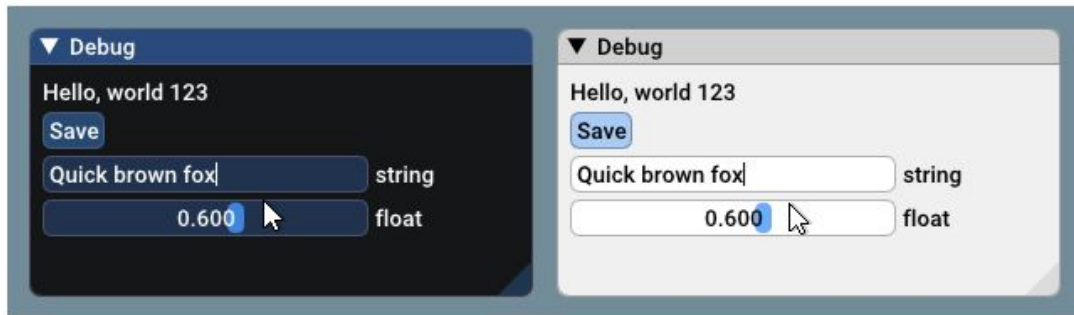 Debug
Hello, world 123
Save
Quick brown fox string
0.600 float
Debug
Hello, world 123
Save
Quick brown fox string
0.600 float